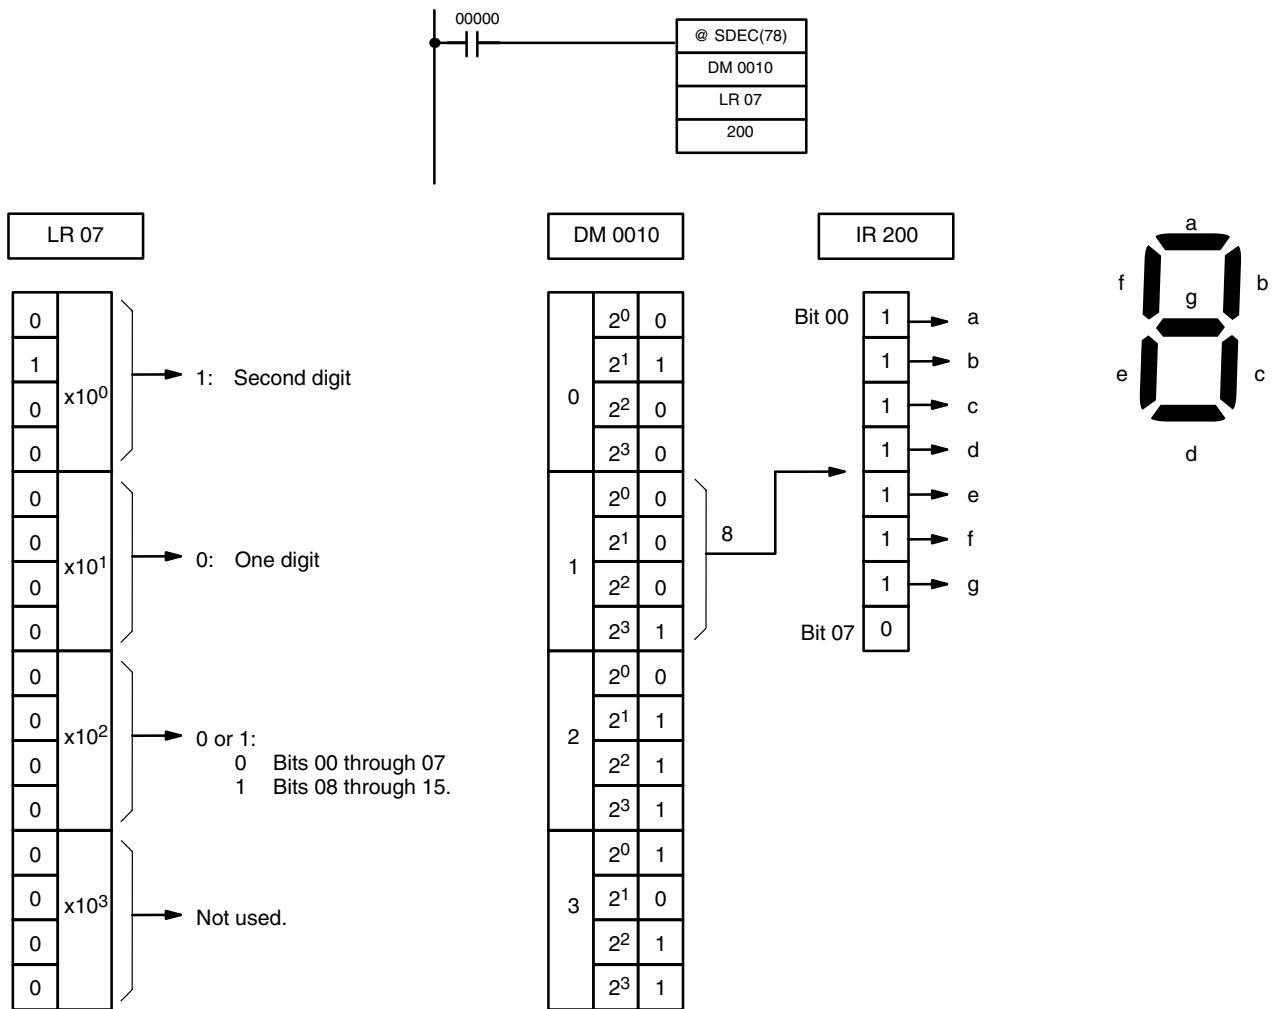 00000
@ SDEC(78)
DM 0010
LR 07
200
LR 07
DM 0010
IR 200
0
1
0
0
x10⁰
1: Second digit
0
0
0
0
x10¹
0: One digit
0
0
0
0
x10²
0 or 1:
0 Bits 00 through 07
1 Bits 08 through 15.
0
0
0
0
x10³
Not used.
0
2⁰ 0
2¹ 1
2² 0
2³ 0
1
2⁰ 0
2¹ 0
2² 0
2³ 1
8
2
2⁰ 0
2¹ 1
2² 1
2³ 1
3
2⁰ 1
2¹ 0
2² 1
2³ 1
Bit 00 1 a
1 b
1 c
1 d
1 e
1 f
1 g
Bit 07 0
a
f b
g
e c
d